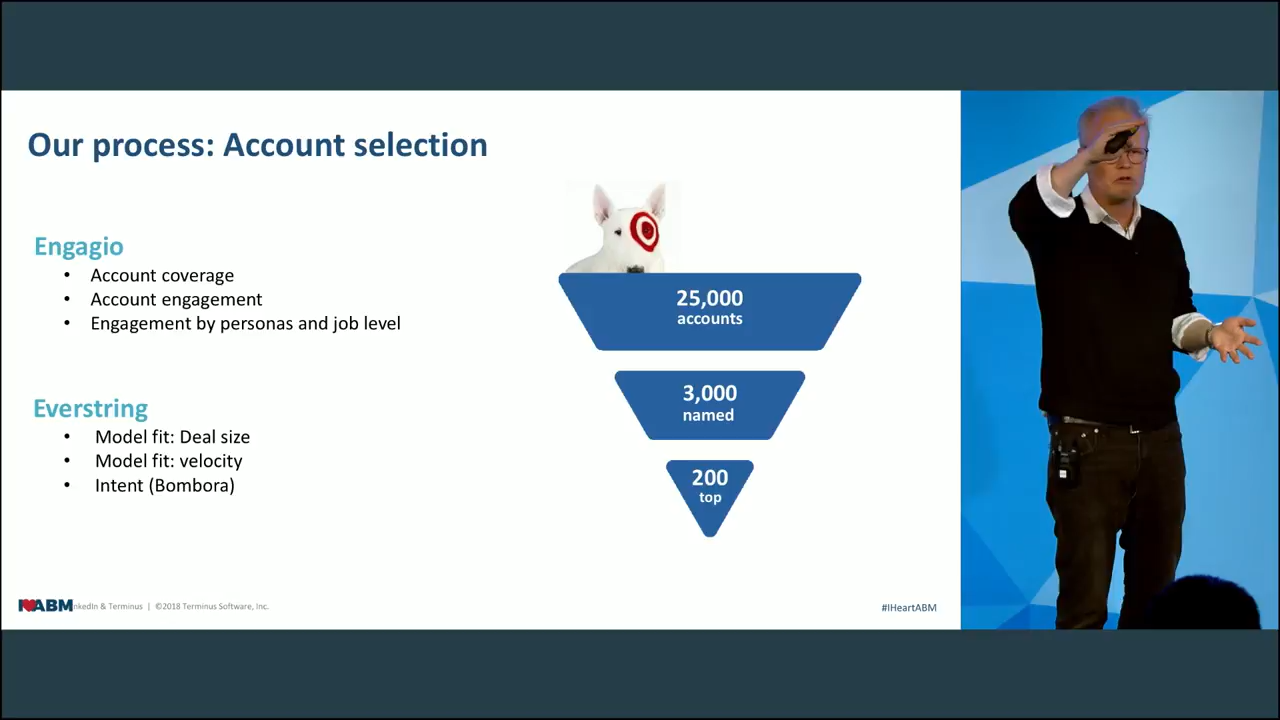 Our process: Account selection
Engagio
• Account coverage
• Account engagement
• Engagement by personas and job level
Everstring
• Model fit: Deal size
• Model fit: velocity
• Intent (Bombora)
25,000
accounts
3,000
named
200
top
I ABM nkedIn & Terminus | ©2018 Terminus Software, Inc.
#IHeartABM